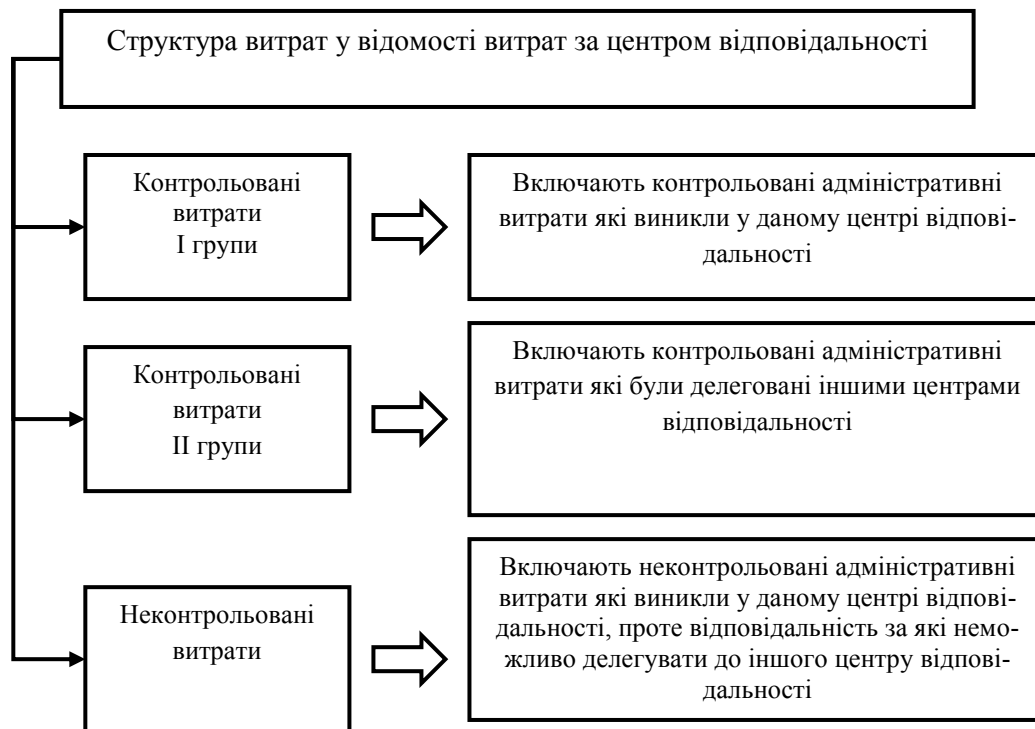 Структура витрат у відомості витрат за центром відповідальності
Контрольовані
витрати
І групи
Включають контрольовані адміністративні
витрати які виникли у даному центрі відпові-
дальності
Контрольовані
витрати
ІІ групи
Включають контрольовані адміністративні
витрати які були делеговані іншими центрами
відповідальності
Неконтрольовані
витрати
Включають неконтрольовані адміністративні
витрати які виникли у даному центрі відпові-
дальності, проте відповідальність за які немо-
жливо делегувати до іншого центру відпові-
дальності